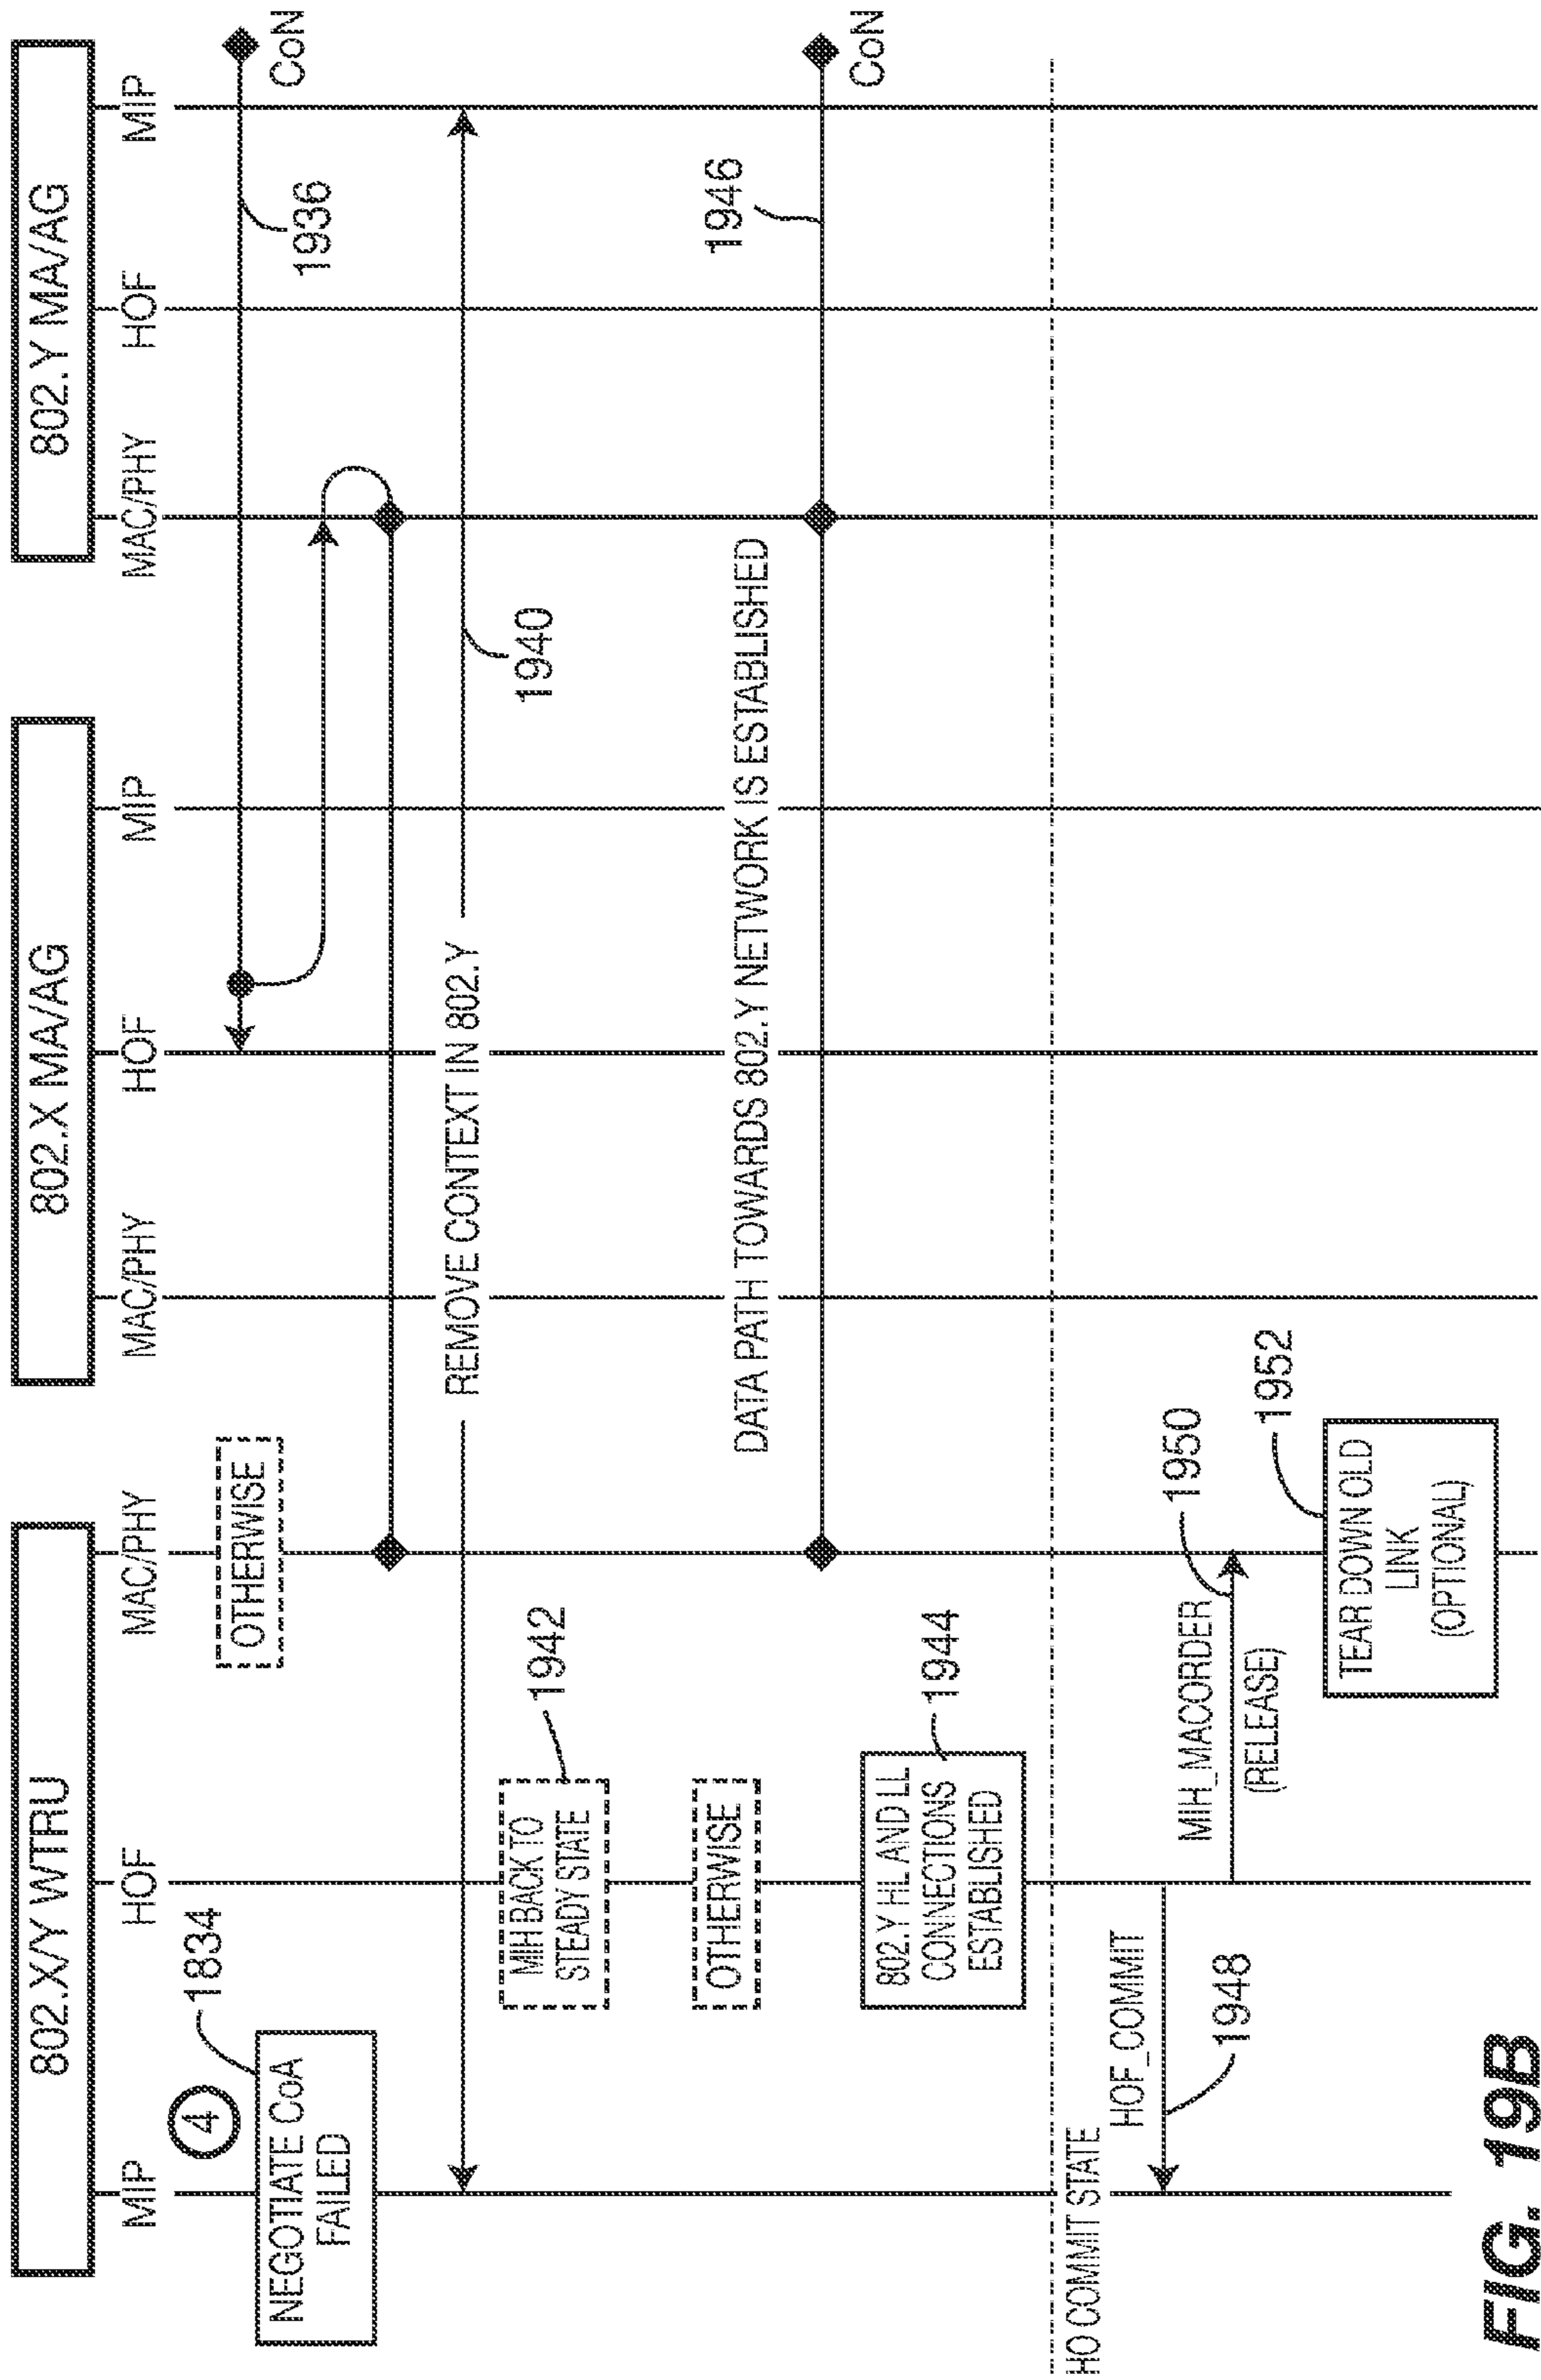 802.X/Y WTRU
802.X MA/AG
802.Y MA/AG
MIP
HOF
MAC/PHY
MAC/PHY
HOF
MIP
MAC/PHY
HOF
MIP
4
1834
NEGOTIATE CoA
FAILED
OTHERWISE
CoN
1936
REMOVE CONTEXT IN 802.Y
1940
MIH BACK TO
STEADY STATE
1942
OTHERWISE
DATA PATH TOWARDS 802.Y NETWORK IS ESTABLISHED
1946
CoN
802.Y HL AND LL
CONNECTIONS
ESTABLISHED
1944
HO COMMIT STATE
HOF_COMMIT
1948
MIH_MACORDER
(RELEASE)
1950
1952
TEAR DOWN OLD
LINK
(OPTIONAL)
FIG. 19B